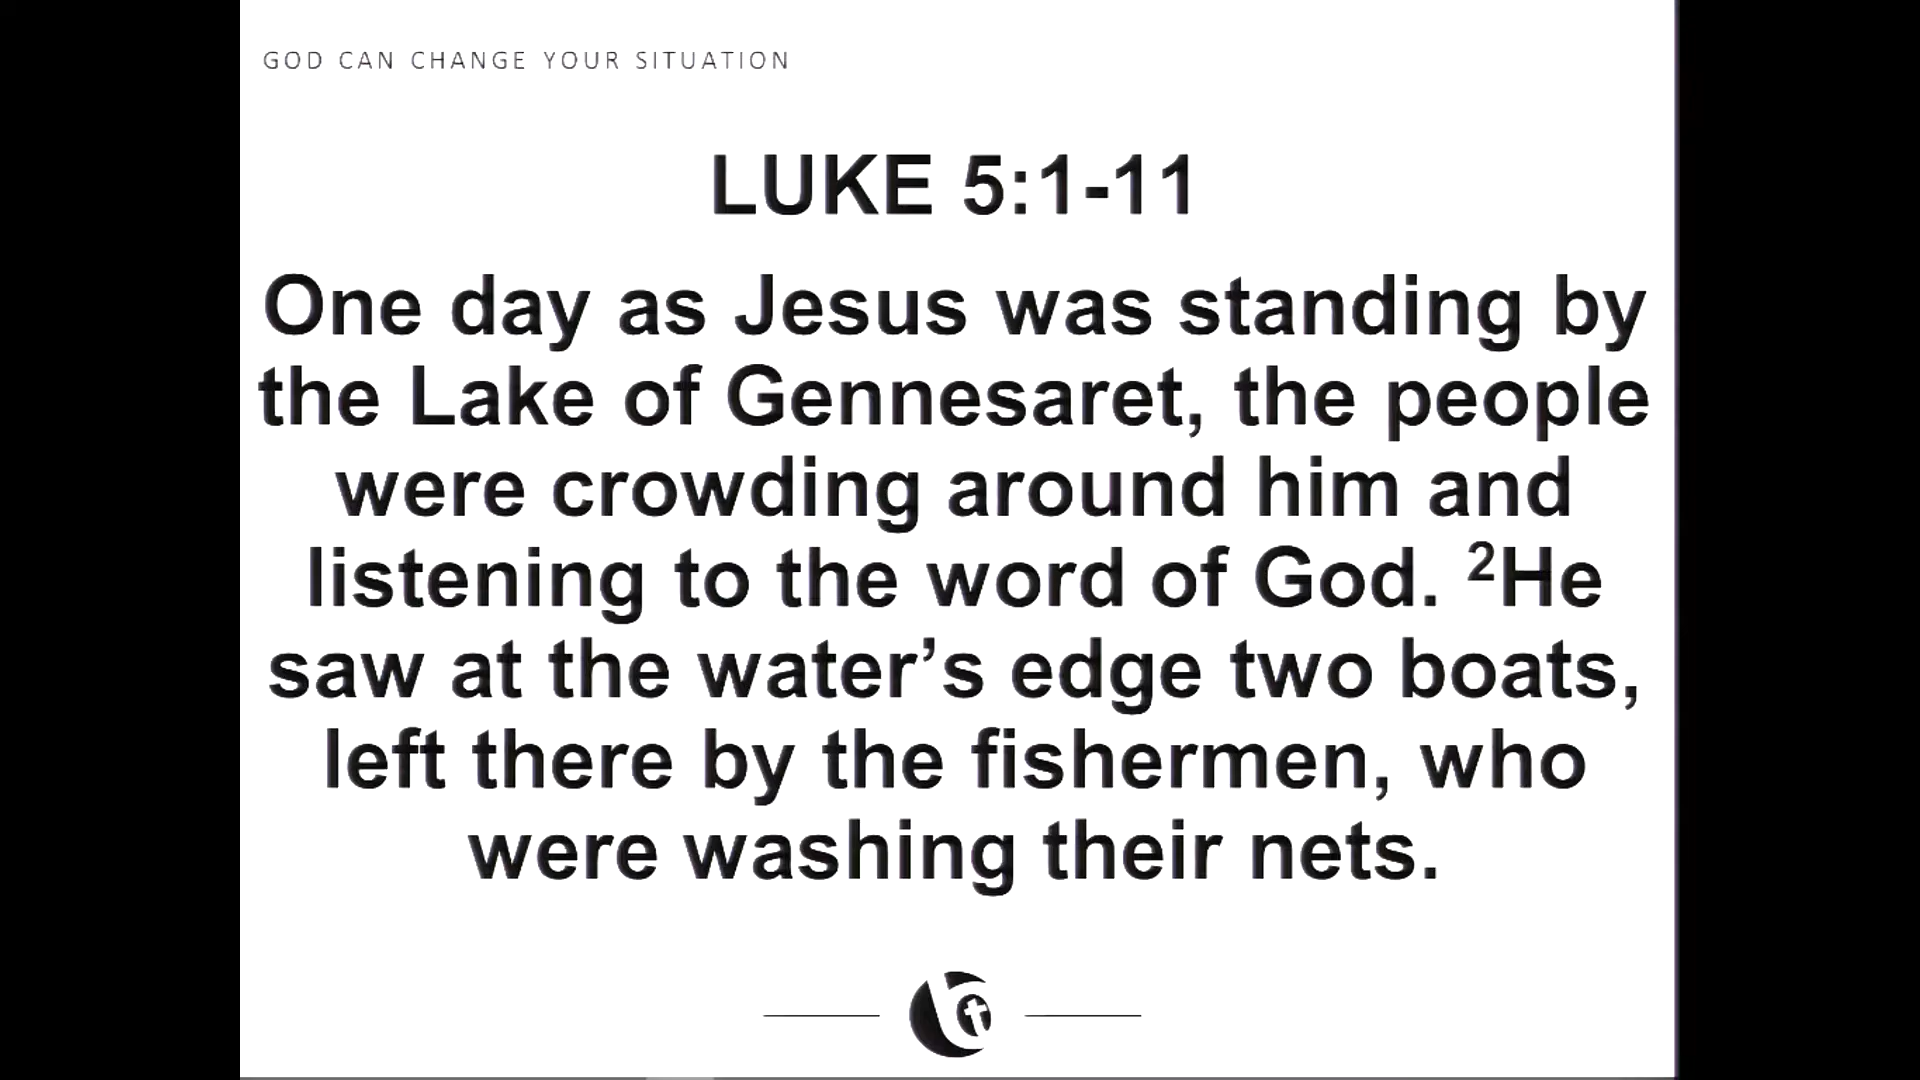 GOD CAN CHANGE YOUR SITUATION
LUKE 5:1-11
One day as Jesus was standing by
the Lake of Gennesaret, the people
were crowding around him and
listening to the word of God. ²He
saw at the water’s edge two boats,
left there by the fishermen, who
were washing their nets.